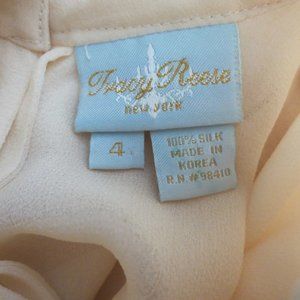 Tracy Reese
new york
4
100% SILK
MADE IN
KOREA
R.N.# 98410